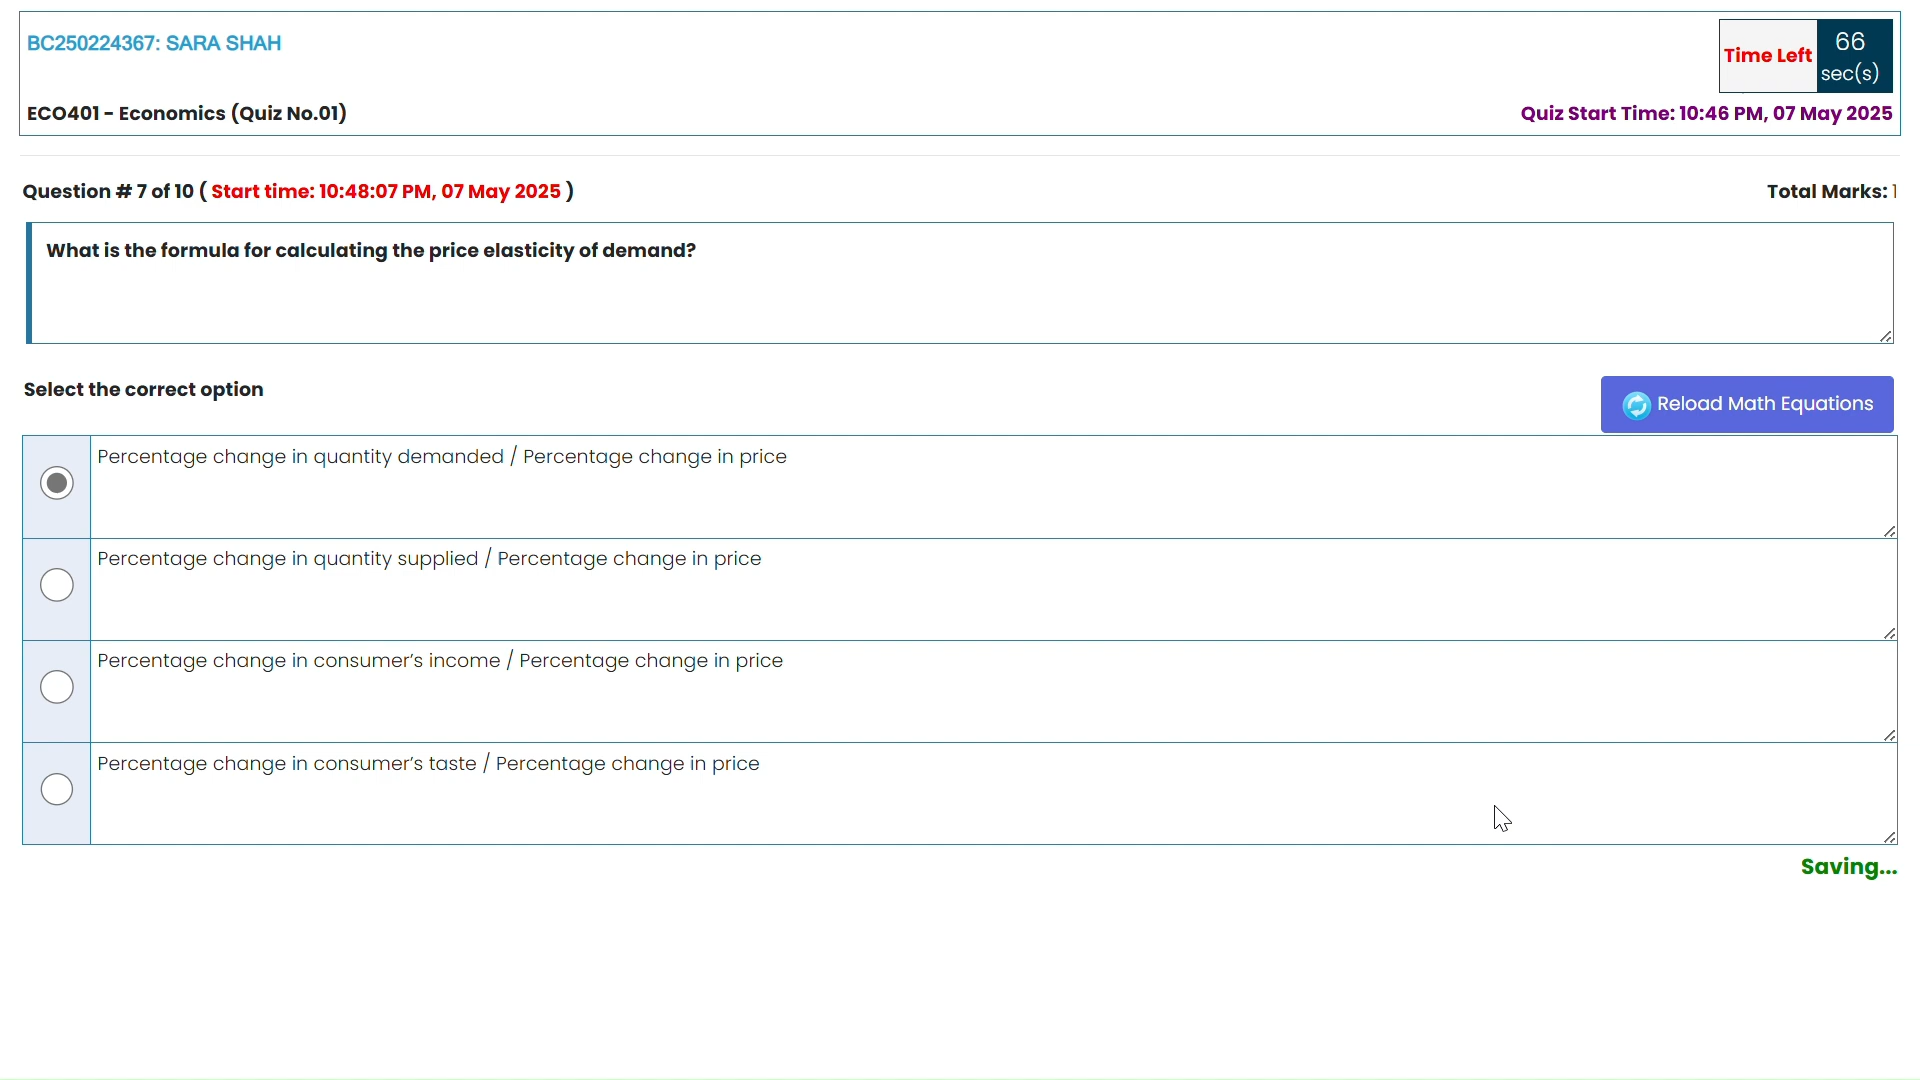 BC250224367: SARA SHAH
Time Left
66
sec(s)
ECO401 - Economics (Quiz No.01)
Quiz Start Time: 10:46 PM, 07 May 2025
Question # 7 of 10 ( Start time: 10:48:07 PM, 07 May 2025 )
Total Marks: 1
What is the formula for calculating the price elasticity of demand?
Select the correct option
Reload Math Equations
Percentage change in quantity demanded / Percentage change in price
Percentage change in quantity supplied / Percentage change in price
Percentage change in consumer’s income / Percentage change in price
Percentage change in consumer’s taste / Percentage change in price
Saving...